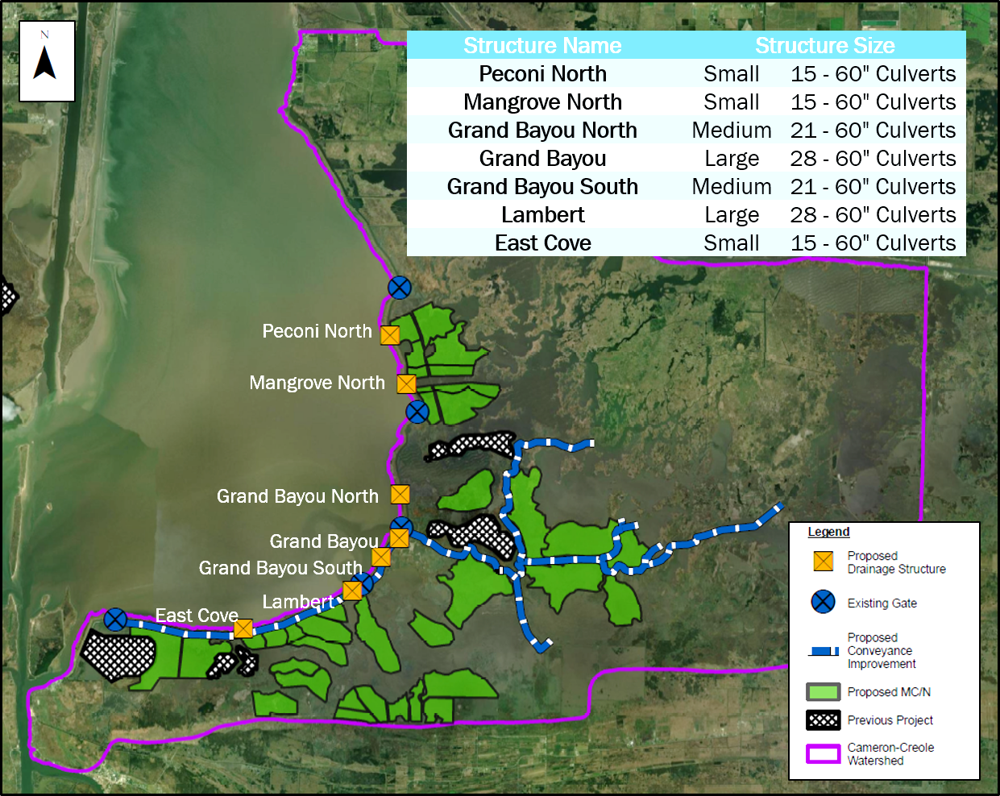 N
Structure Name Structure Size
Peconi North Small 15 - 60" Culverts
Mangrove North Small 15 - 60" Culverts
Grand Bayou North Medium 21 - 60" Culverts
Grand Bayou Large 28 - 60" Culverts
Grand Bayou South Medium 21 - 60" Culverts
Lambert Large 28 - 60" Culverts
East Cove Small 15 - 60" Culverts
Peconi North
Mangrove North
Grand Bayou North
Grand Bayou
Grand Bayou South
Lambert
East Cove
Legend
Proposed
Drainage Structure
Existing Gate
Proposed
Conveyance
Improvement
Proposed MC/N
Previous Project
Cameron-Creole
Watershed